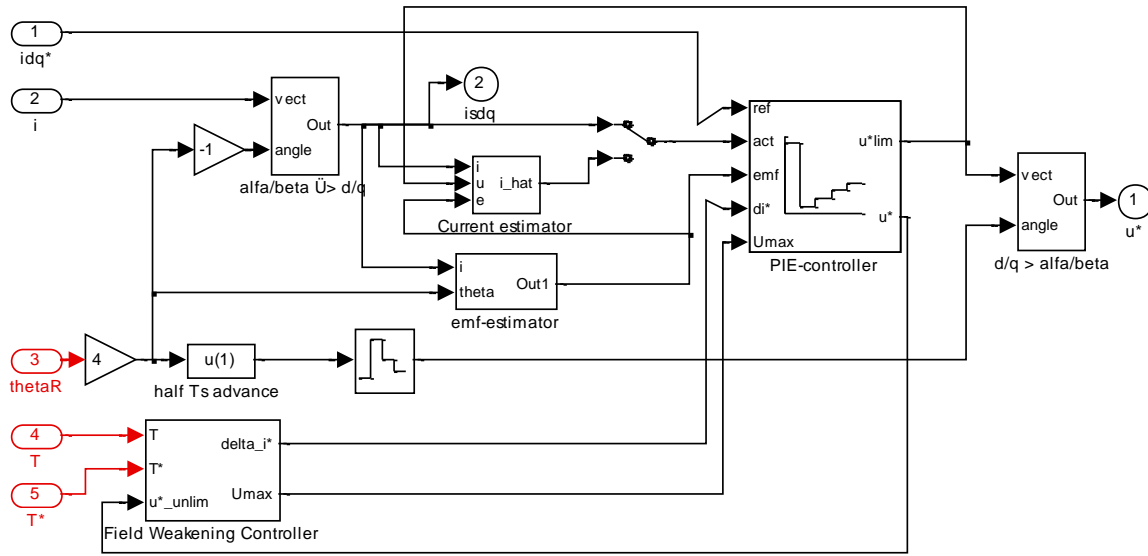 1
idq*
2
i
vect
Out
angle
alfa/beta Ü> d/q
-1
2
isdq
i
u
e
i_hat
Current estimator
i
theta
Out1
emf-estimator
ref
act
emf
di*
Umax
u*lim
u*
PIE-controller
vect
Out
angle
d/q > alfa/beta
1
u*
3
thetaR
4
u(1)
half Ts advance
4
T
5
T*
T
T*
u*_unlim
delta_i*
Umax
Field Weakening Controller